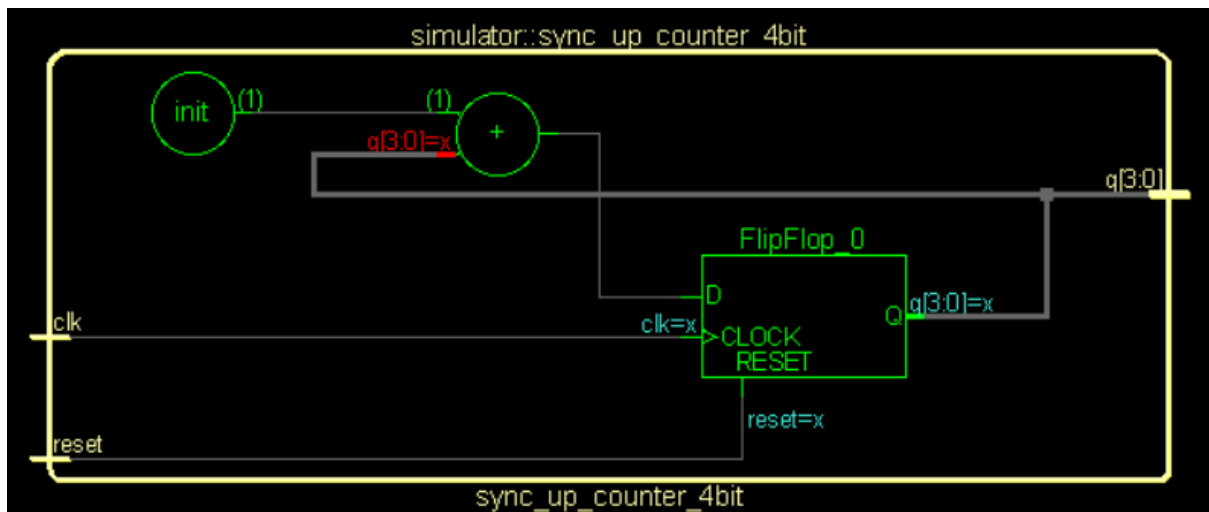 simulator::sync_up_counter_4bit
init
(1)
(1)
+
q[3:0]=x
q[3:0]
FlipFlop_0
D
q[3:0]=x
Q
clk
clk=x
CLOCK
RESET
reset=x
reset
sync_up_counter_4bit